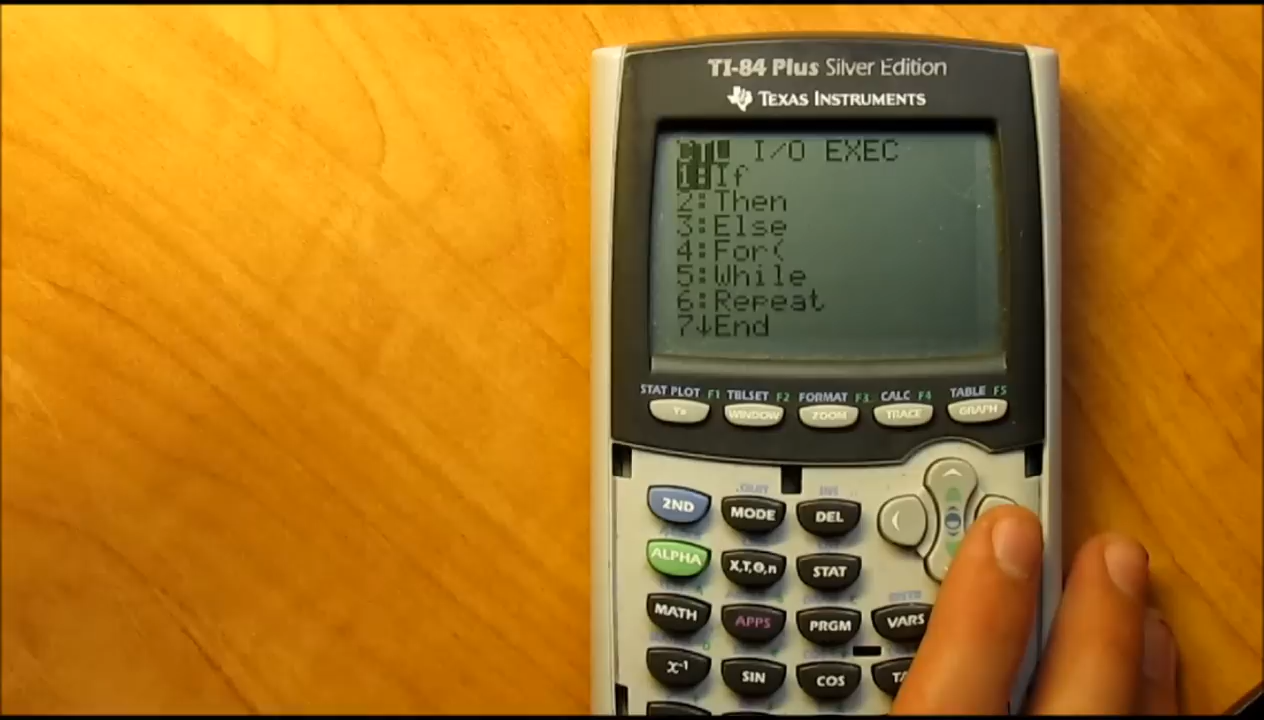 TI-84 Plus Silver Edition
TEXAS INSTRUMENTS
CTL I/O EXEC
1:If
2:Then
3:Else
4:For(
5:While
6:Repeat
7↓End
STAT PLOT F1 TBLSET F2 FORMAT F3 CALC F4 TABLE F5
Y= WINDOW ZOOM TRACE GRAPH
2ND MODE DEL
ALPHA X,T,Θ,n STAT
MATH APPS PRGM VARS
x⁻¹ SIN COS